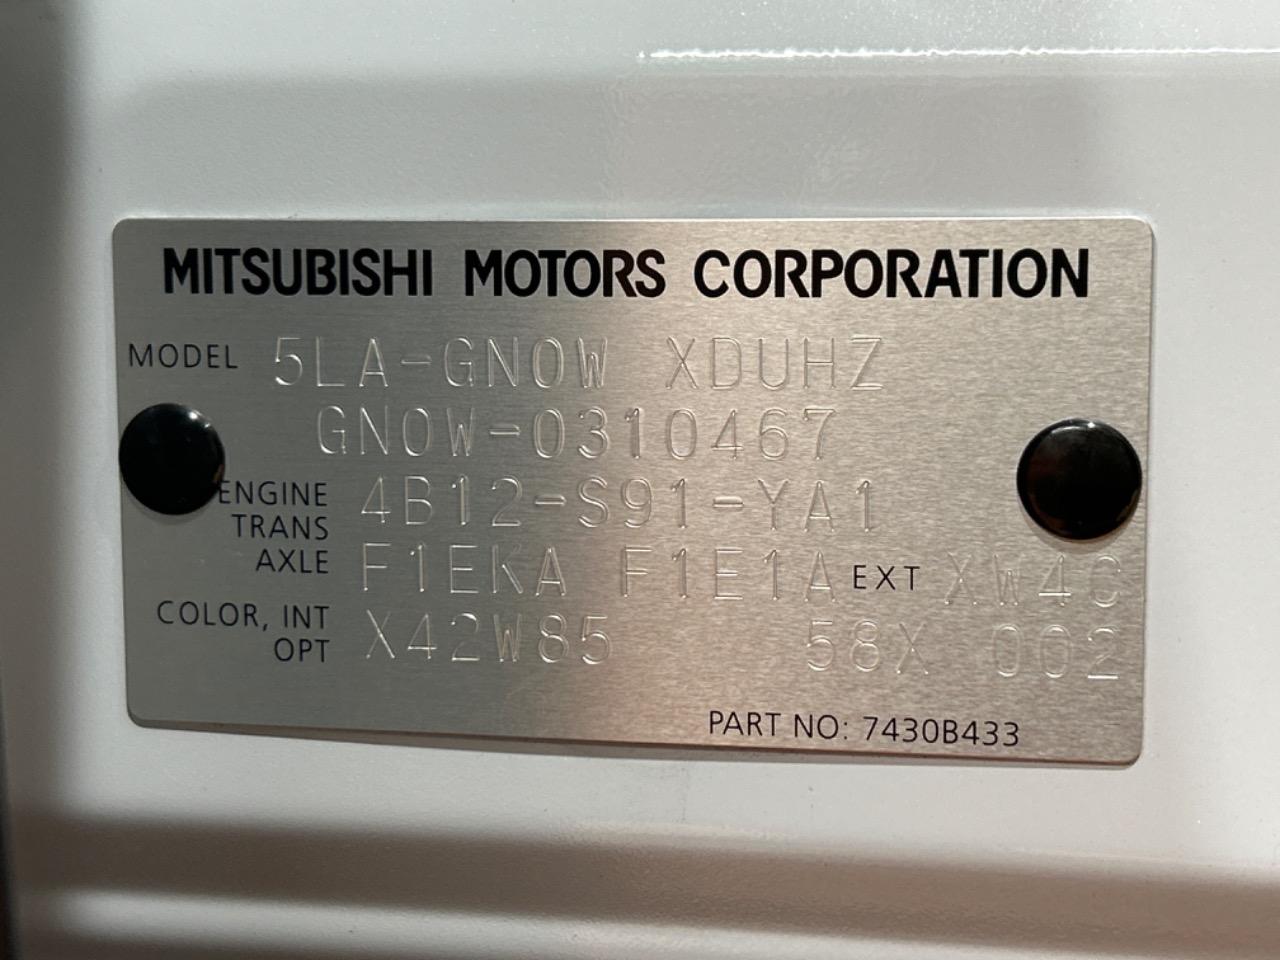 MITSUBISHI MOTORS CORPORATION
MODEL 5LA-GN0W XDUHZ
GN0W-0310467
ENGINE 4B12-S91-YA1
TRANS
AXLE F1EKA F1E1A EXT XW4C
COLOR, INT
OPT X42W85 58X 002
PART NO: 7430B433